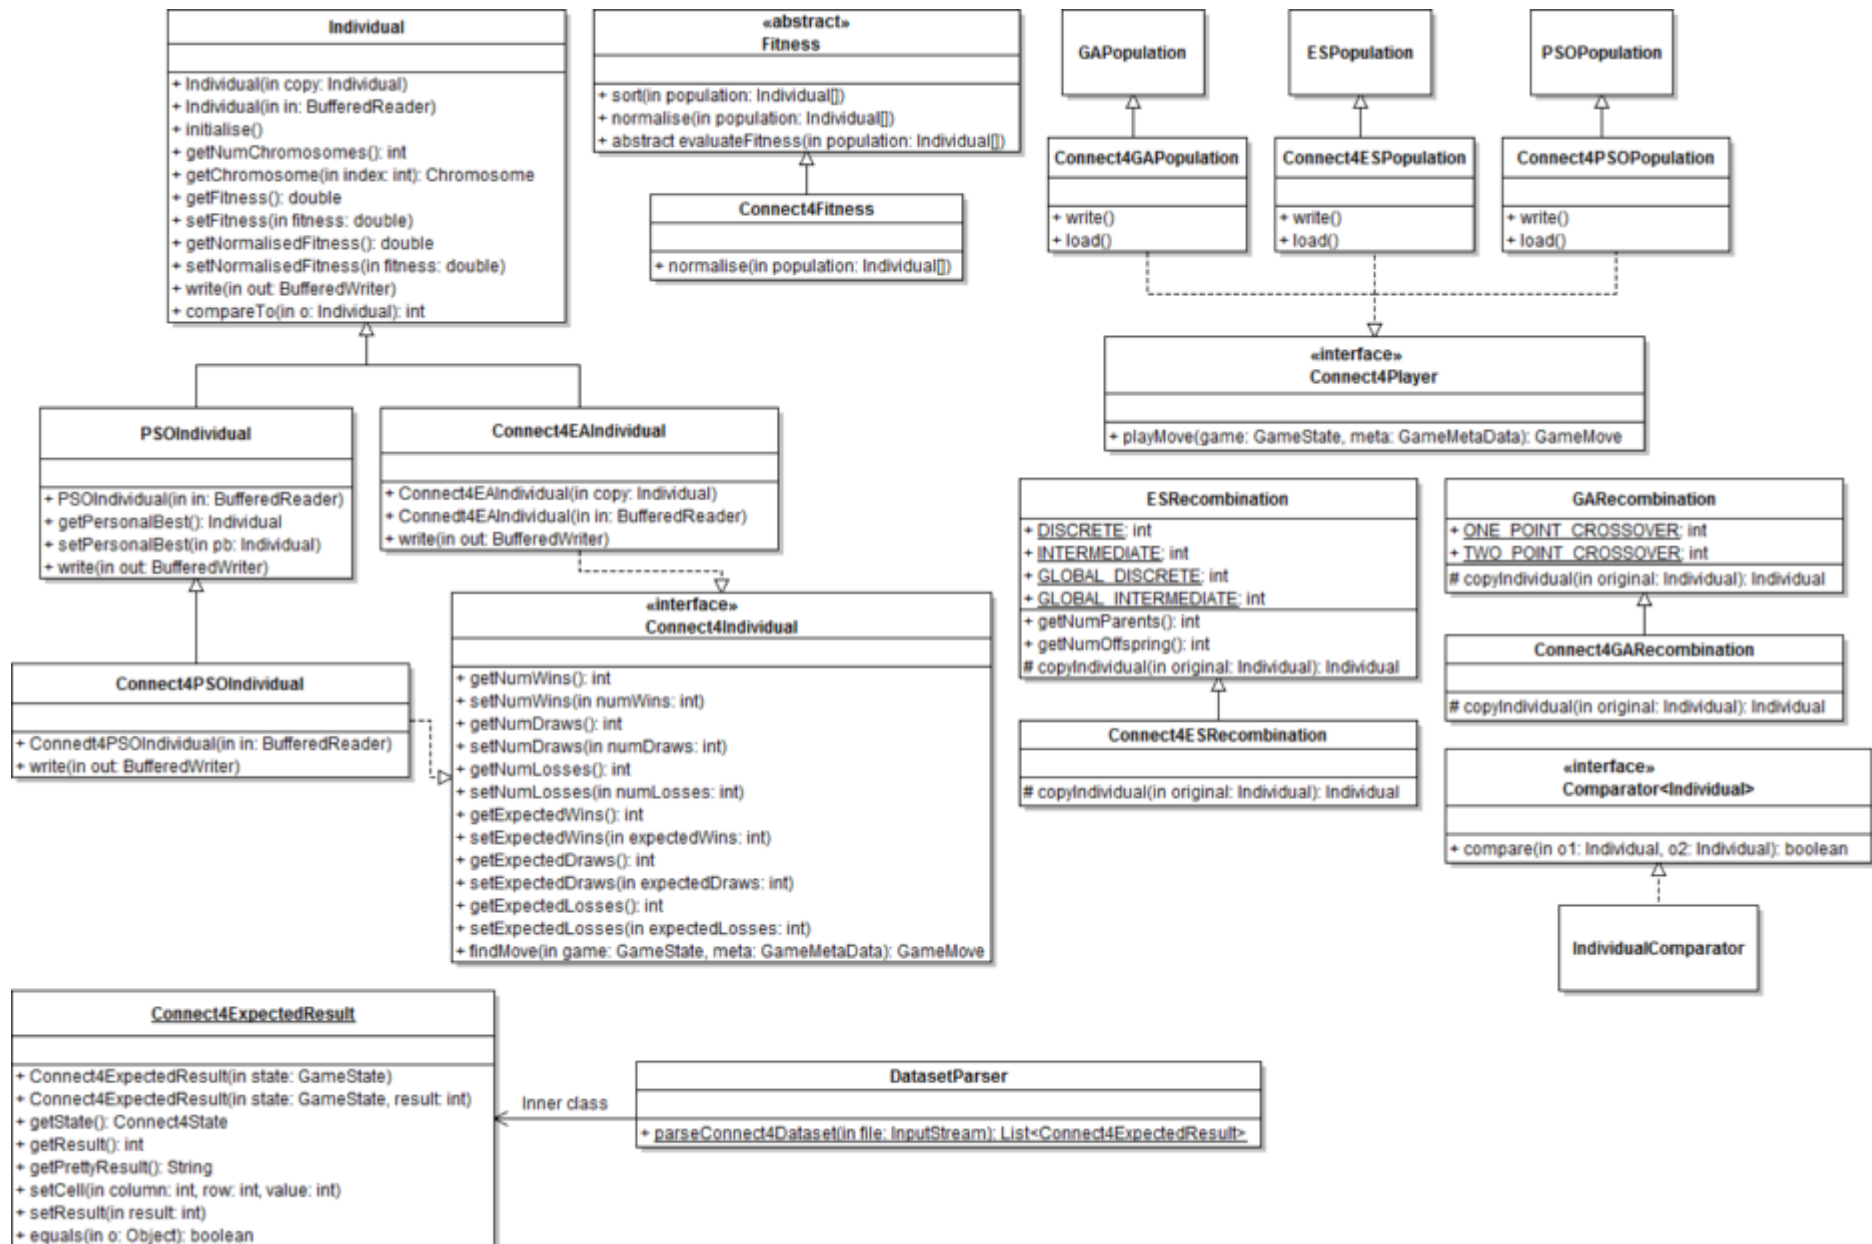 Individual
+ Individual(in copy: Individual)
+ Individual(in in: BufferedReader)
+ initialise()
+ getNumChromosomes(): int
+ getChromosome(in index: int): Chromosome
+ getFitness(): double
+ setFitness(in fitness: double)
+ getNormalisedFitness(): double
+ setNormalisedFitness(in fitness: double)
+ write(in out: BufferedWriter)
+ compareTo(in o: Individual): int
«abstract»
Fitness
+ sort(in population: Individual[])
+ normalise(in population: Individual[])
+ abstract evaluateFitness(in population: Individual[])
Connect4Fitness
+ normalise(in population: Individual[])
GAPopulation
ESPopulation
PSOPopulation
Connect4GAPopulation
+ write()
+ load()
Connect4ESPopulation
+ write()
+ load()
Connect4PSOPopulation
+ write()
+ load()
«interface»
Connect4Player
+ playMove(game: GameState, meta: GameMetaData): GameMove
PSOIndividual
+ PSOIndividual(in in: BufferedReader)
+ getPersonalBest(): Individual
+ setPersonalBest(in pb: Individual)
+ write(in out: BufferedWriter)
Connect4EAIndividual
+ Connect4EAIndividual(in copy: Individual)
+ Connect4EAIndividual(in in: BufferedReader)
+ write(in out: BufferedWriter)
Connect4PSOIndividual
+ Connect4PSOIndividual(in in: BufferedReader)
+ write(in out: BufferedWriter)
«interface»
Connect4Individual
+ getNumWins(): int
+ setNumWins(in numWins: int)
+ getNumDraws(): int
+ setNumDraws(in numDraws: int)
+ getNumLosses(): int
+ setNumLosses(in numLosses: int)
+ getExpectedWins(): int
+ setExpectedWins(in expectedWins: int)
+ getExpectedDraws(): int
+ setExpectedDraws(in expectedDraws: int)
+ getExpectedLosses(): int
+ setExpectedLosses(in expectedLosses: int)
+ findMove(in game: GameState, meta: GameMetaData): GameMove
ESRecombination
+ DISCRETE: int
+ INTERMEDIATE: int
+ GLOBAL_DISCRETE: int
+ GLOBAL_INTERMEDIATE: int
+ getNumParents(): int
+ getNumOffspring(): int
# copyIndividual(in original: Individual): Individual
Connect4ESRecombination
# copyIndividual(in original: Individual): Individual
GARecombination
+ ONE_POINT_CROSSOVER: int
+ TWO_POINT_CROSSOVER: int
# copyIndividual(in original: Individual): Individual
Connect4GARecombination
# copyIndividual(in original: Individual): Individual
«interface»
Comparator<Individual>
+ compare(in o1: Individual, o2: Individual): boolean
IndividualComparator
Connect4ExpectedResult
+ Connect4ExpectedResult(in state: GameState)
+ Connect4ExpectedResult(in state: GameState, result: int)
+ getState(): Connect4State
+ getResult(): int
+ getPrettyResult(): String
+ setCell(in column: int, row: int, value: int)
+ setResult(in result: int)
+ equals(in o: Object): boolean
Inner class
DatasetParser
+ parseConnect4Dataset(in file: InputStream): List<Connect4ExpectedResult>